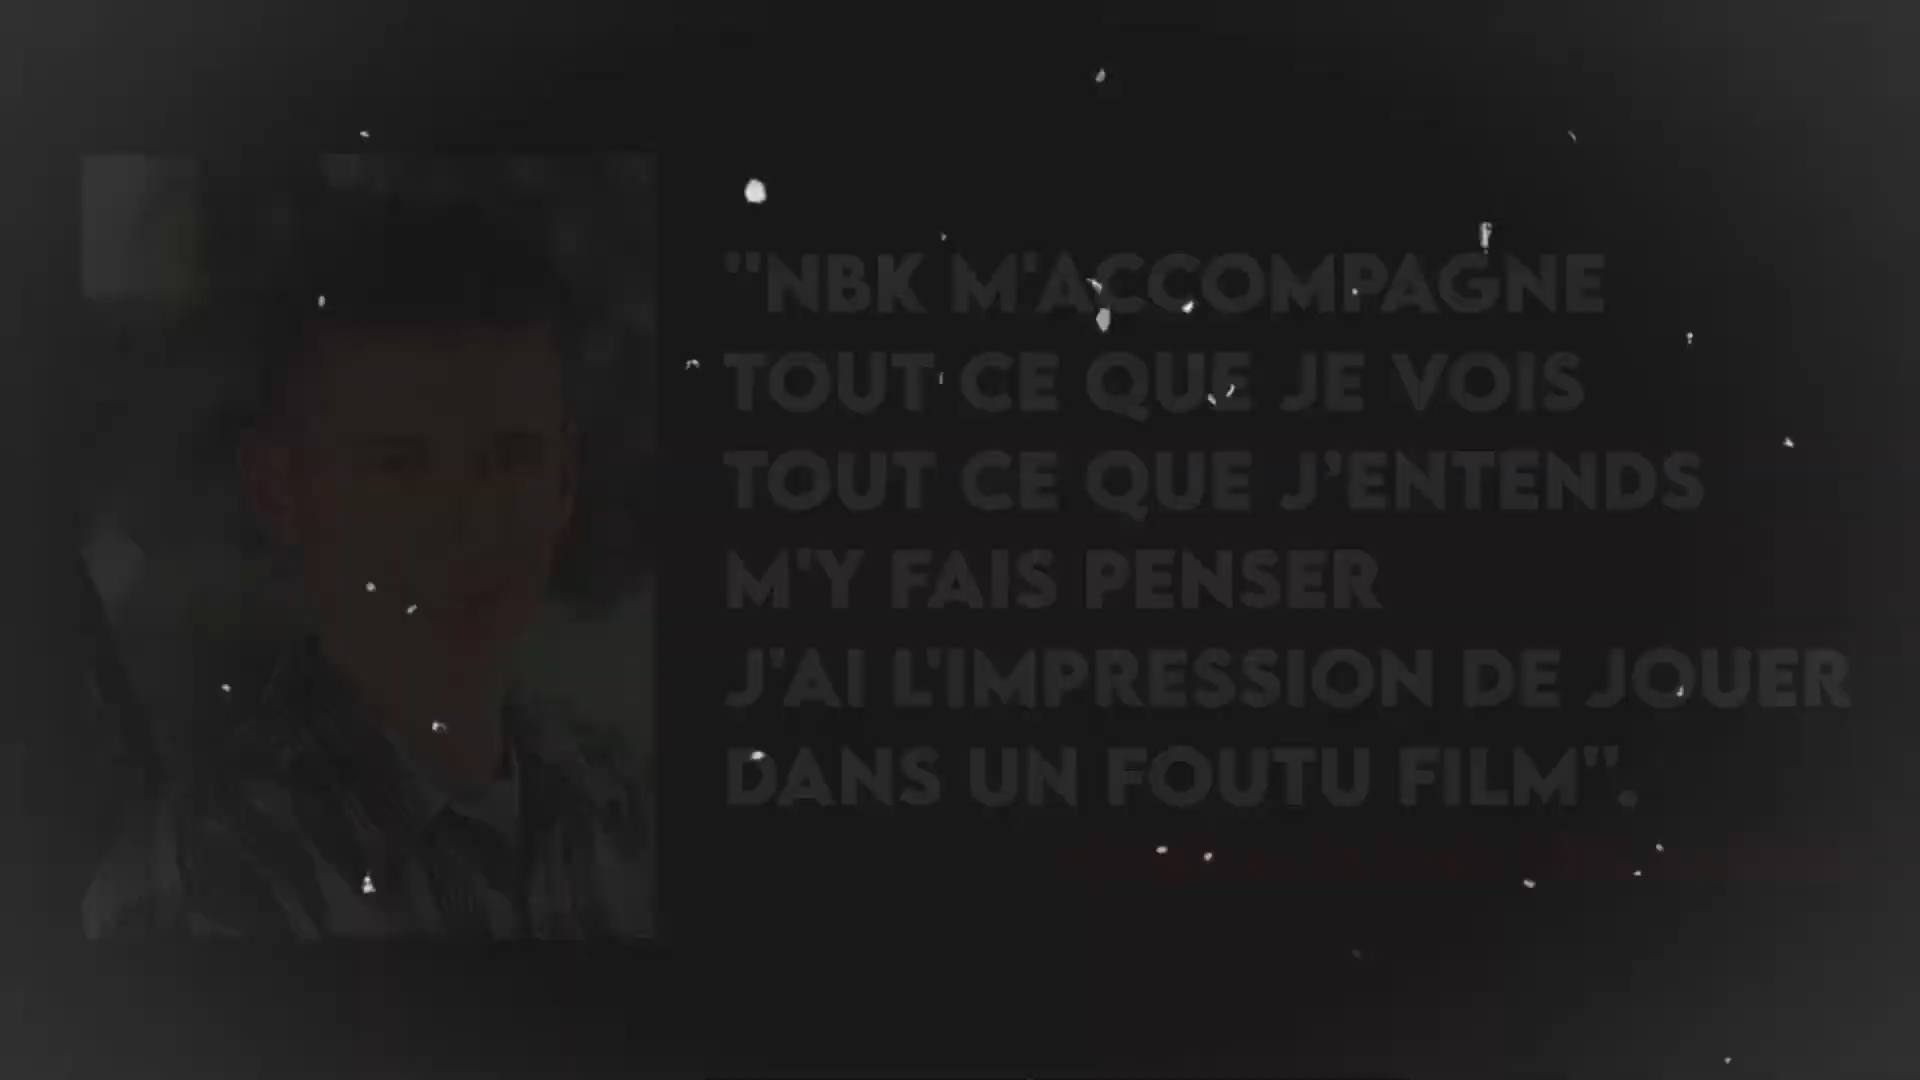 "NBK M'ACCOMPAGNE
TOUT CE QUE JE VOIS
TOUT CE QUE J’ENTENDS
M'Y FAIS PENSER
J'AI L'IMPRESSION DE JOUER
DANS UN FOUTU FILM".